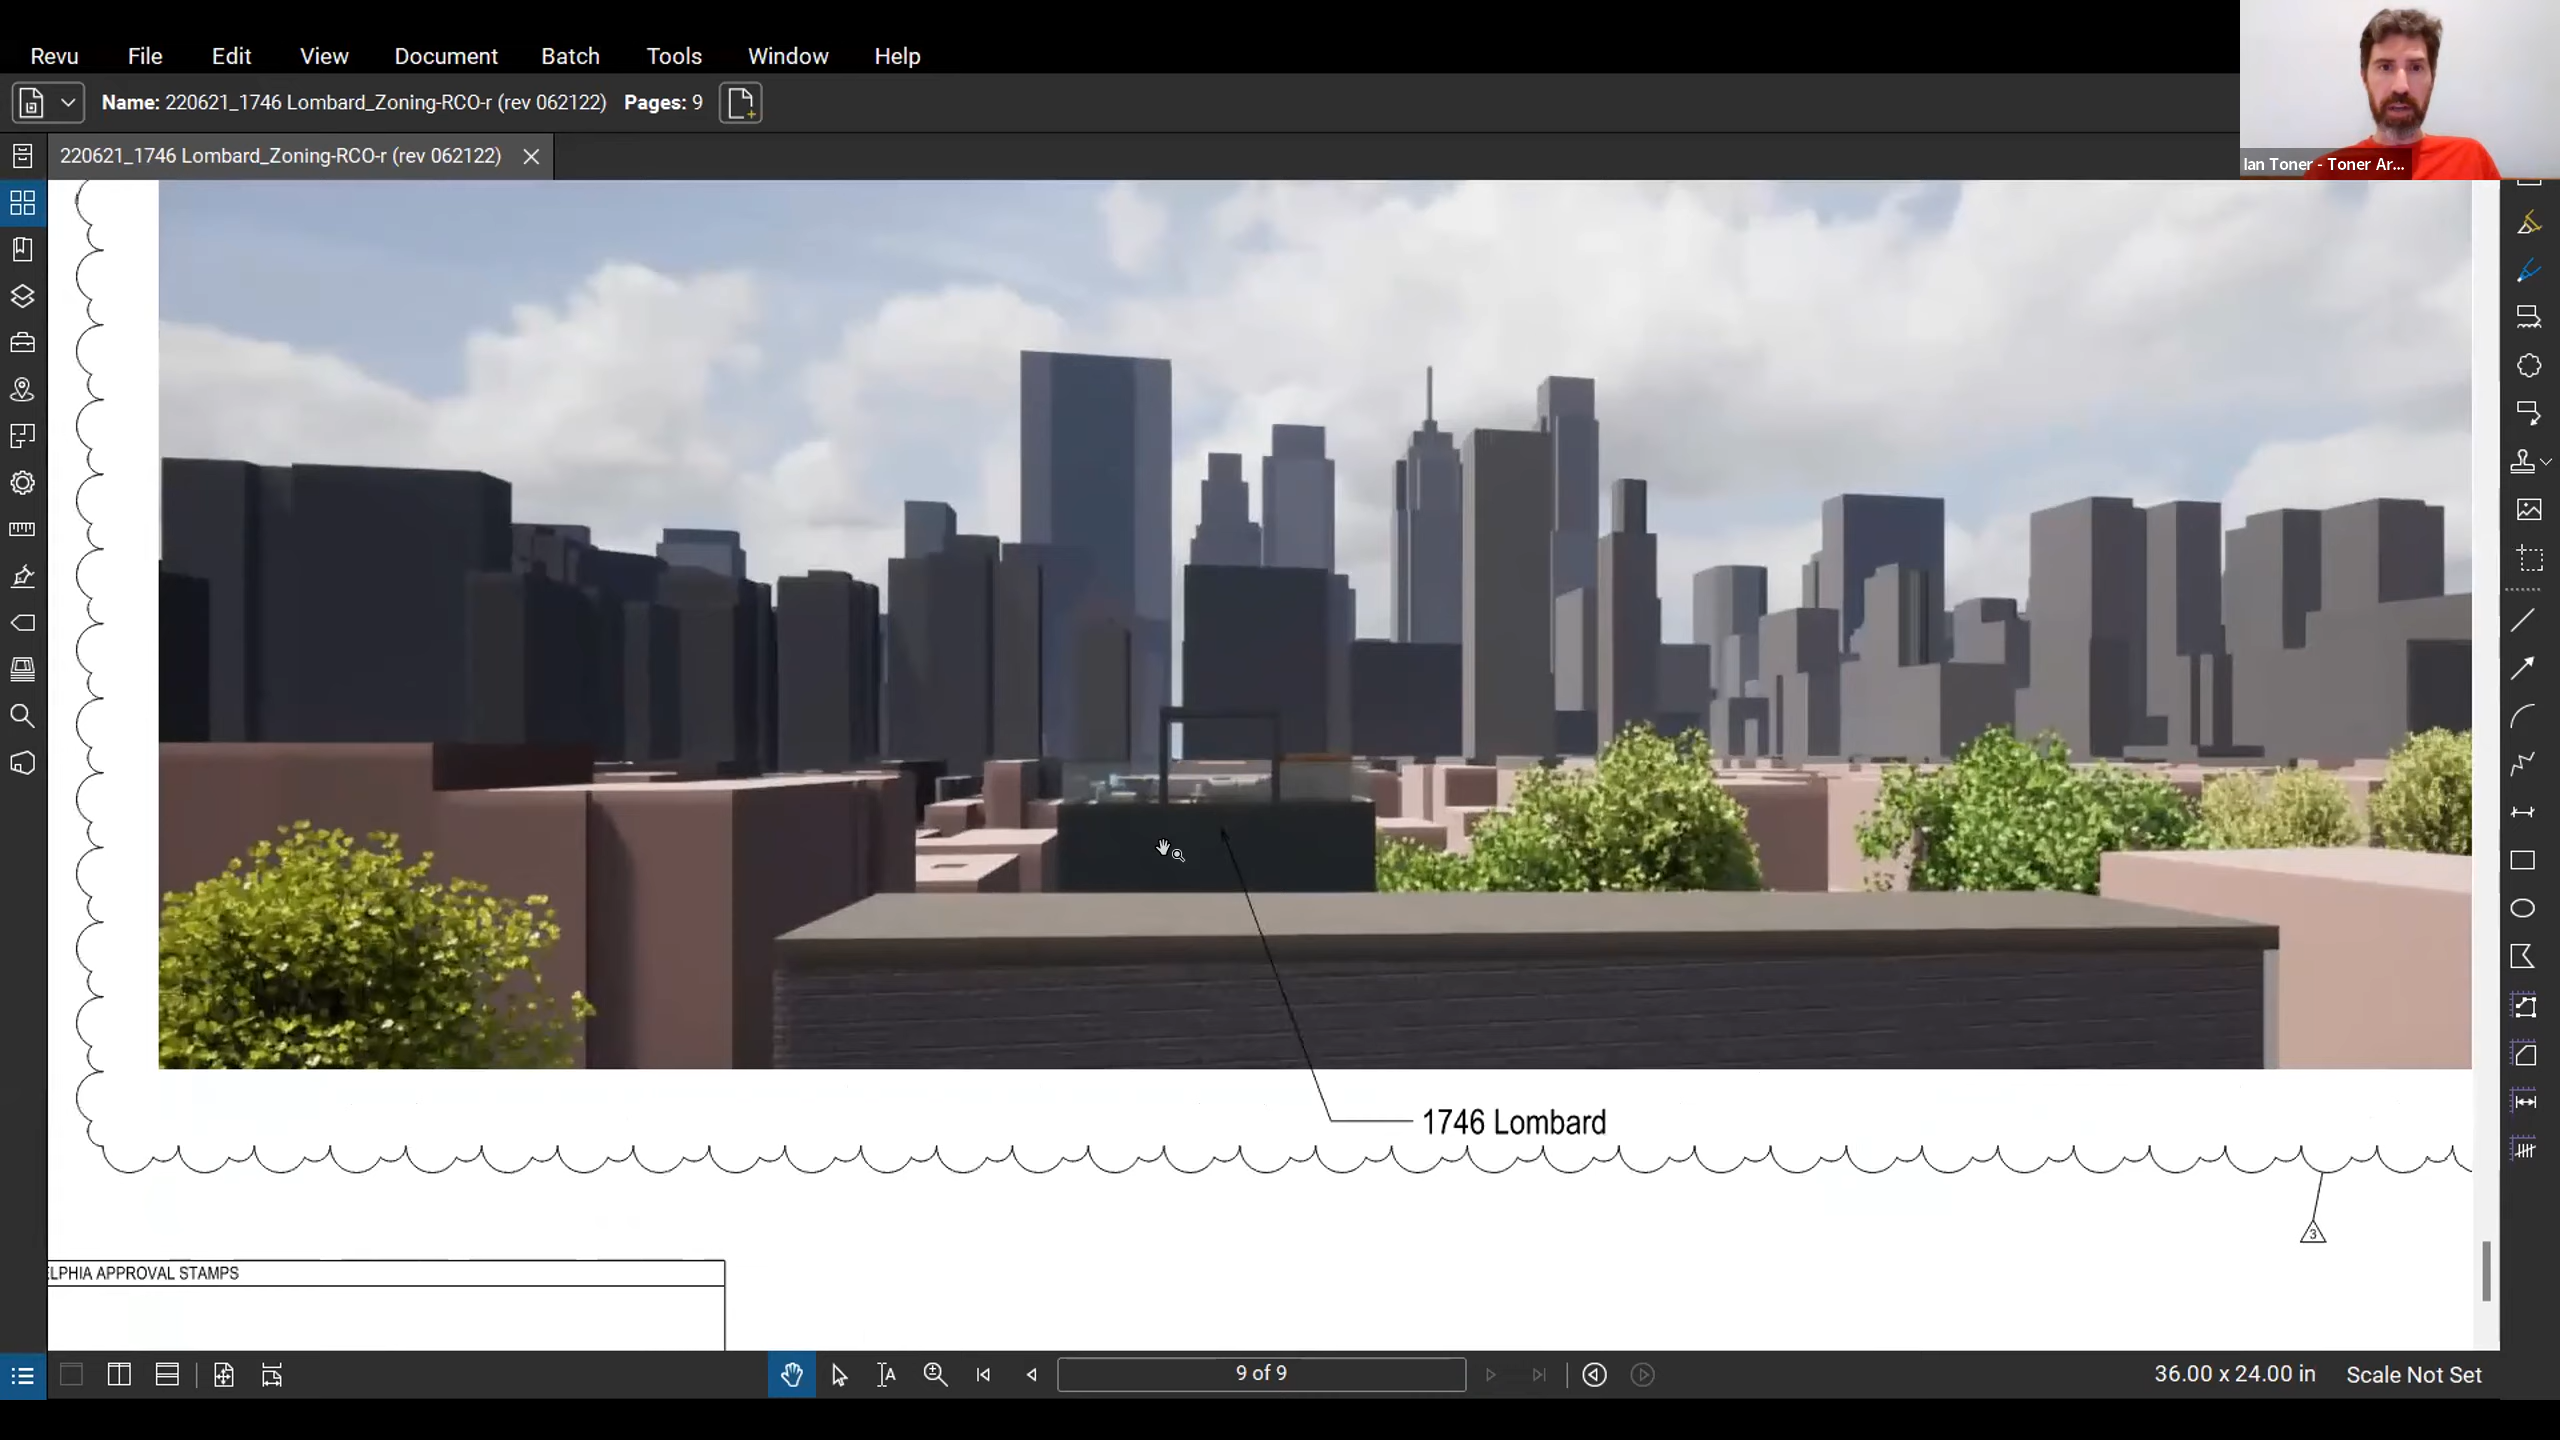 Revu File Edit View Document Batch Tools Window Help
Name: 220621_1746 Lombard_Zoning-RCO-r (rev 062122) Pages: 9
220621_1746 Lombard_Zoning-RCO-r (rev 062122)
Ian Toner - Toner Ar...
1746 Lombard
3
ELPHIA APPROVAL STAMPS
9 of 9
36.00 x 24.00 in Scale Not Set